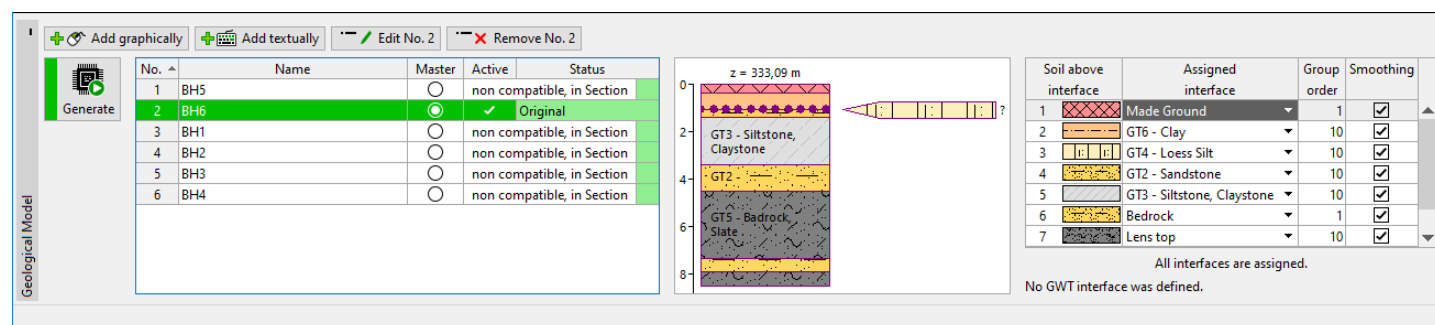 Add graphically Add textually Edit No. 2 Remove No. 2
Geological Model
Generate
No. Name Master Active Status
1 BH5 non compatible, in Section
2 BH6 Original
3 BH1 non compatible, in Section
4 BH2 non compatible, in Section
5 BH3 non compatible, in Section
6 BH4 non compatible, in Section
z = 333,09 m
0
?
2
GT3 - Siltstone,
Claystone
4
GT2 -
6
GT5 - Badrock,
Slate
8
Soil above interface Assigned interface Group order Smoothing
1 Made Ground 1
2 GT6 - Clay 10
3 GT4 - Loess Silt 10
4 GT2 - Sandstone 10
5 GT3 - Siltstone, Claystone 10
6 Bedrock 1
7 Lens top 10
All interfaces are assigned.
No GWT interface was defined.